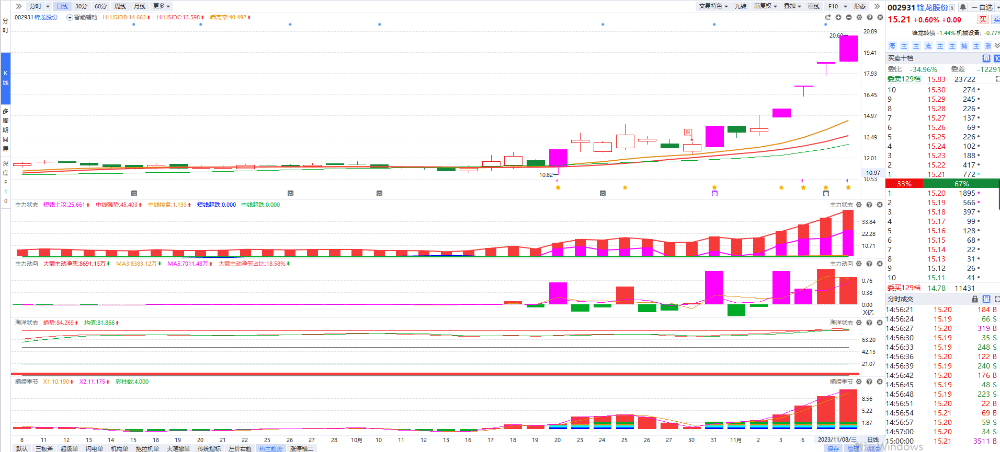 分时 日线 30分 60分 周线 月线 更多 交易特色 九转 前复权 叠加 画线 F10 形态
002931 锋龙股份 智能辅助 HHJSJDB:14.663 HHJSJDC:13.598 乖离率:40.492
分时
K线
多周期同屏
深度F10
20.89
19.41
17.93
16.45
14.97
13.49
12.01
10.97
10.53
20.60
10.82
主力状态 短线上攻:25.661 中线强势:45.403 中线控盘:1.193 短线超跌:0.000 中线超跌:0.000 主力状态
33.84
22.28
10.71
主力动向 大额主动净买:8691.13万 MA3:8383.12万 MA5:7011.43万 大额主动净买占比:18.58% 主力动向
0.76
0.38
0.00
X亿
海洋状态 趋势:84.269 均值:81.866 海洋状态
63.20
42.13
21.07
捕捞季节 X1:10.190 X2:11.175 彩柱数:4.000 捕捞季节
8.56
5.22
1.87
8 11 12 13 14 15 18 19 20 21 22 25 26 27 28 10月 10 11 12 13 16 17 18 19 20 23 24 25 26 27 30 31 11月 2 3 6 2023/11/08/三 日线
默认 三板斧 超级单 闪电单 机构单 拖拉机单 大笔撤单 传统指标 左价右趋 热主趋势 涨停横二 保存 管理 战法
002931 锋龙股份 自选
15.21 +0.60% +0.09 买 卖
锋龙转债 -1.44% 机械设备: -0.77%
海 主 主 流 主 主 捕 主 涨
买卖十档
委比 -34.96% 委差 -12291
委卖129档 15.83 23722
10 15.30 274
9 15.29 245
8 15.28 226
7 15.27 137
6 15.26 69
5 15.25 226
4 15.24 102
3 15.23 188
2 15.22 417
1 15.21 772
33% 67%
1 15.20 1895
2 15.19 566
3 15.18 397
4 15.17 99
5 15.16 128
6 15.15 68
7 15.14 22
8 15.13 31
9 15.12 26
10 15.11 41
委买129档 14.78 11431
分时成交
14:56:21 15.20 184 B
14:56:24 15.19 66 S
14:56:27 15.20 319 B
14:56:30 15.19 35 S
14:56:33 15.19 248 S
14:56:36 15.20 122 B
14:56:39 15.19 240 S
14:56:42 15.20 176 B
14:56:45 15.19 48 S
14:56:48 15.19 223 S
14:56:51 15.20 22 B
14:56:54 15.21 69 B
14:56:57 15.20 59 S
14:57:00 15.20 34 S
15:00:00 15.21 3511 B
激活 Windows